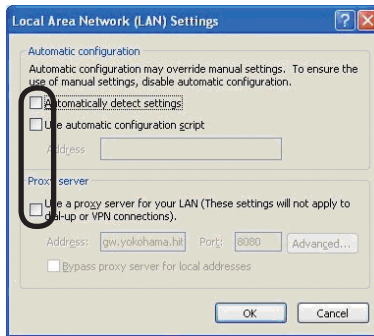 Local Area Network (LAN) Settings
Automatic configuration
Automatic configuration may override manual settings. To ensure the
use of manual settings, disable automatic configuration.
Automatically detect settings
Use automatic configuration script
Address
Proxy server
Use a proxy server for your LAN (These settings will not apply to
dial-up or VPN connections).
Address: gw.yokohama.hit Port: 8080 Advanced...
Bypass proxy server for local addresses
OK Cancel